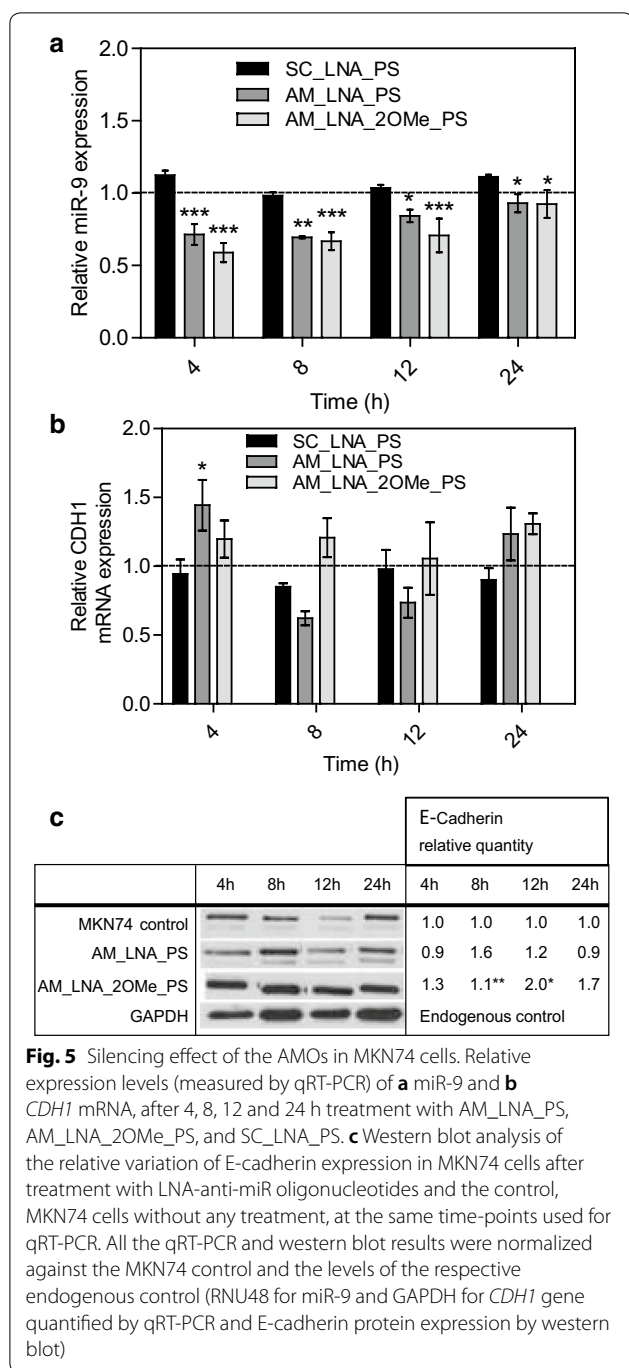 a
2.0
1.5
1.0
0.5
0.0
Relative miR-9 expression
SC_LNA_PS
AM_LNA_PS
AM_LNA_2OMe_PS
*** *** ** *** * *** * *
4 8 12 24
Time (h)
b
2.0
1.5
1.0
0.5
0.0
Relative CDH1
mRNA expression
SC_LNA_PS
AM_LNA_PS
AM_LNA_2OMe_PS
*
4 8 12 24
Time (h)
c
E-Cadherin
relative quantity
4h 8h 12h 24h 4h 8h 12h 24h
MKN74 control 1.0 1.0 1.0 1.0
AM_LNA_PS 0.9 1.6 1.2 0.9
AM_LNA_2OMe_PS 1.3 1.1** 2.0* 1.7
GAPDH Endogenous control
Fig. 5 Silencing effect of the AMOs in MKN74 cells. Relative
expression levels (measured by qRT-PCR) of a miR-9 and b
CDH1 mRNA, after 4, 8, 12 and 24 h treatment with AM_LNA_PS,
AM_LNA_2OMe_PS, and SC_LNA_PS. c Western blot analysis of
the relative variation of E-cadherin expression in MKN74 cells after
treatment with LNA-anti-miR oligonucleotides and the control,
MKN74 cells without any treatment, at the same time-points used for
qRT-PCR. All the qRT-PCR and western blot results were normalized
against the MKN74 control and the levels of the respective
endogenous control (RNU48 for miR-9 and GAPDH for CDH1 gene
quantified by qRT-PCR and E-cadherin protein expression by western
blot)